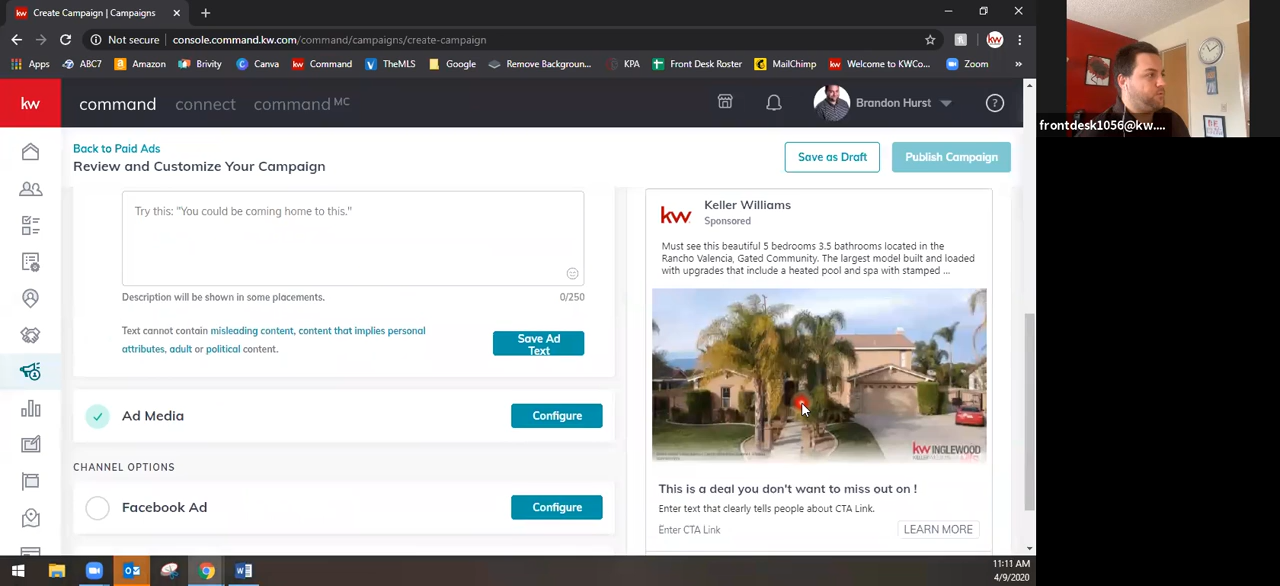 Create Campaign | Campaigns
Not secure | console.command.kw.com/command/campaigns/create-campaign
Apps ABC7 Amazon Brivity Canva Command TheMLS Google Remove Backgroun... KPA Front Desk Roster MailChimp Welcome to KWCo... Zoom »
kw command connect command MC Brandon Hurst
frontdesk1056@kw....
Back to Paid Ads
Review and Customize Your Campaign
Save as Draft
Publish Campaign
Try this: "You could be coming home to this."
Description will be shown in some placements. 0/250
Text cannot contain misleading content, content that implies personal
attributes, adult or political content.
Save Ad
Text
Ad Media
Configure
CHANNEL OPTIONS
Facebook Ad
Configure
kw
Keller Williams
Sponsored
Must see this beautiful 5 bedrooms 3.5 bathrooms located in the
Rancho Valencia, Gated Community. The largest model built and loaded
with upgrades that include a heated pool and spa with stamped ...
kw INGLEWOOD
This is a deal you don't want to miss out on !
Enter text that clearly tells people about CTA Link.
Enter CTA Link
LEARN MORE
11:11 AM
4/9/2020